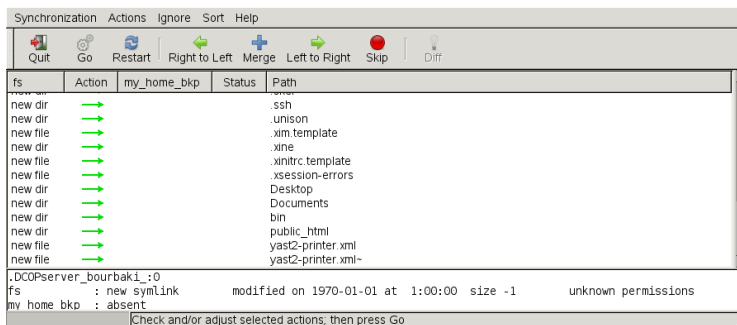 Synchronization Actions Ignore Sort Help
Quit Go Restart Right to Left Merge Left to Right Skip Diff
fs Action my_home_bkp Status Path
new dir .ssh
new dir .unison
new file .xim.template
new dir .xine
new file .xinitrc.template
new file .xsession-errors
new dir Desktop
new dir Documents
new dir bin
new dir public_html
new file yast2-printer.xml
new file yast2-printer.xml~
.DCOPserver_bourbaki_:0
fs : new symlink modified on 1970-01-01 at 1:00:00 size -1 unknown permissions
my_home_bkp : absent
Check and/or adjust selected actions; then press Go